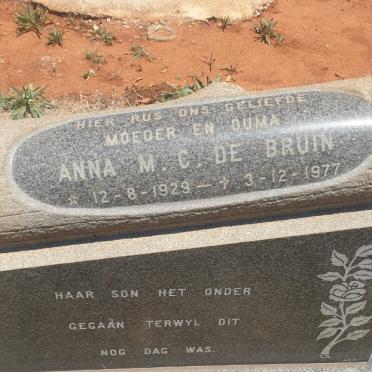 HIER RUS ONS GELIEFDE
MOEDER EN OUMA
ANNA M. C. DE BRUIN
* 12-8-1929 — † 3-12-1977
HAAR SON HET ONDER
GEGAAN TERWYL DIT
NOG DAG WAS.